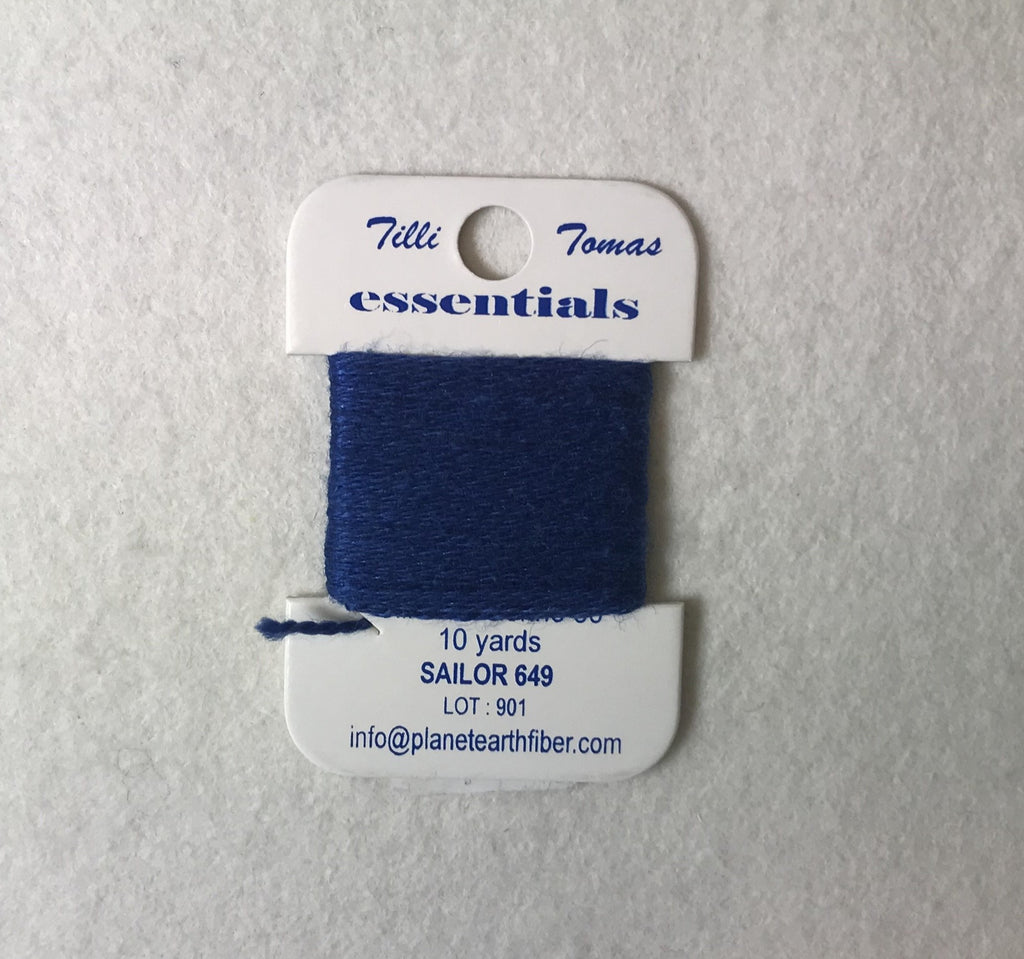 Tilli Tomas
essentials
10 yards
SAILOR 649
LOT : 901
info@planetearthfiber.com